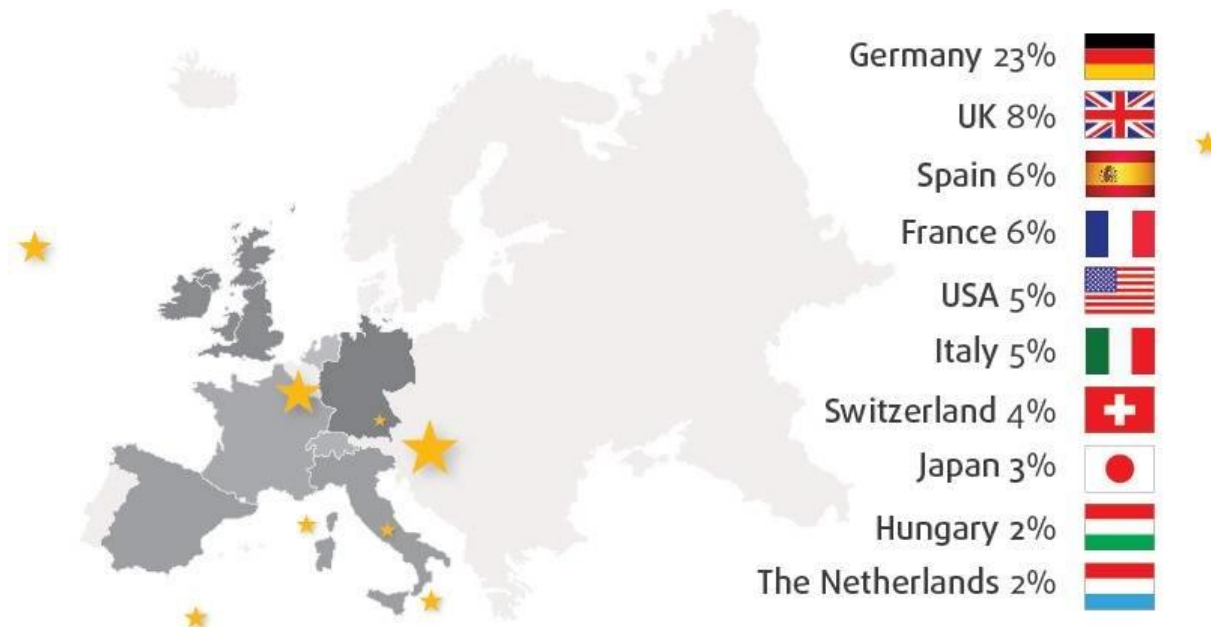 Germany 23%
UK 8%
Spain 6%
France 6%
USA 5%
Italy 5%
Switzerland 4%
Japan 3%
Hungary 2%
The Netherlands 2%